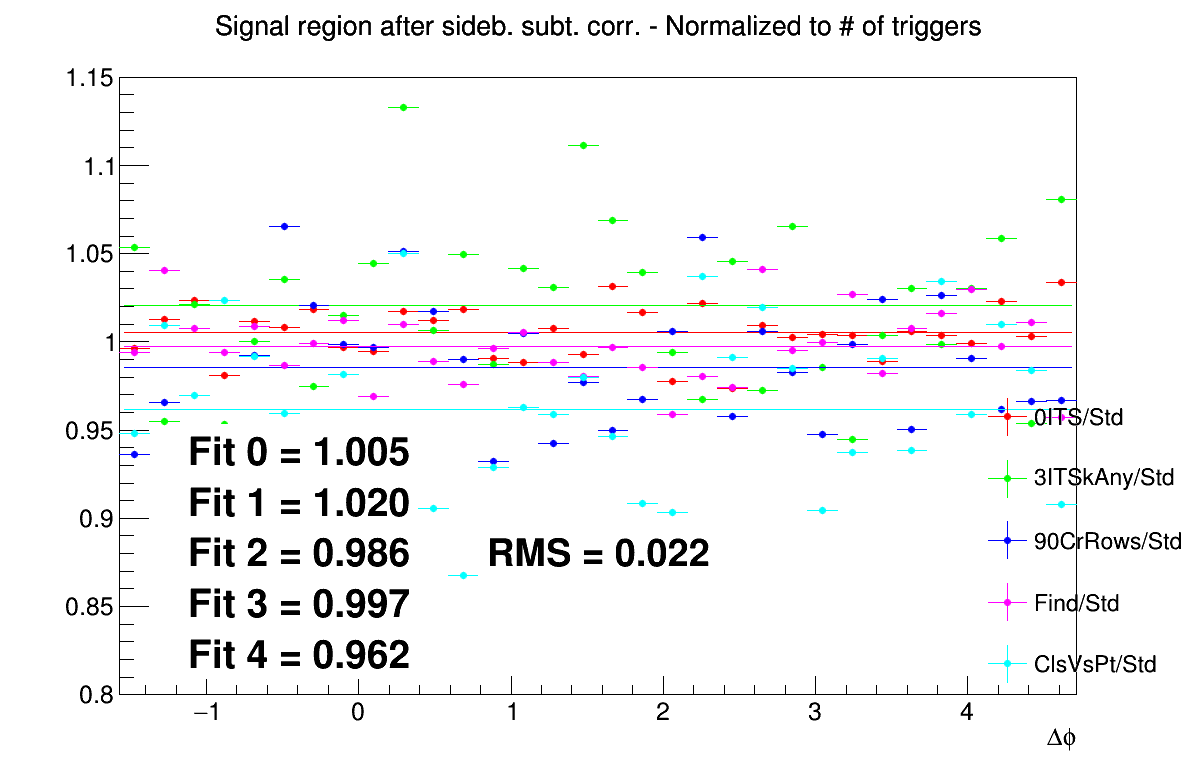 Signal region after sideb. subt. corr. - Normalized to # of triggers
1.15
1.1
1.05
1
0.95
0.9
0.85
0.8
Fit 0 = 1.005
Fit 1 = 1.020
Fit 2 = 0.986
Fit 3 = 0.997
Fit 4 = 0.962
RMS = 0.022
0ITS/Std
3ITSkAny/Std
90CrRows/Std
Find/Std
ClsVsPt/Std
−1 0 1 2 3 4
Δϕ